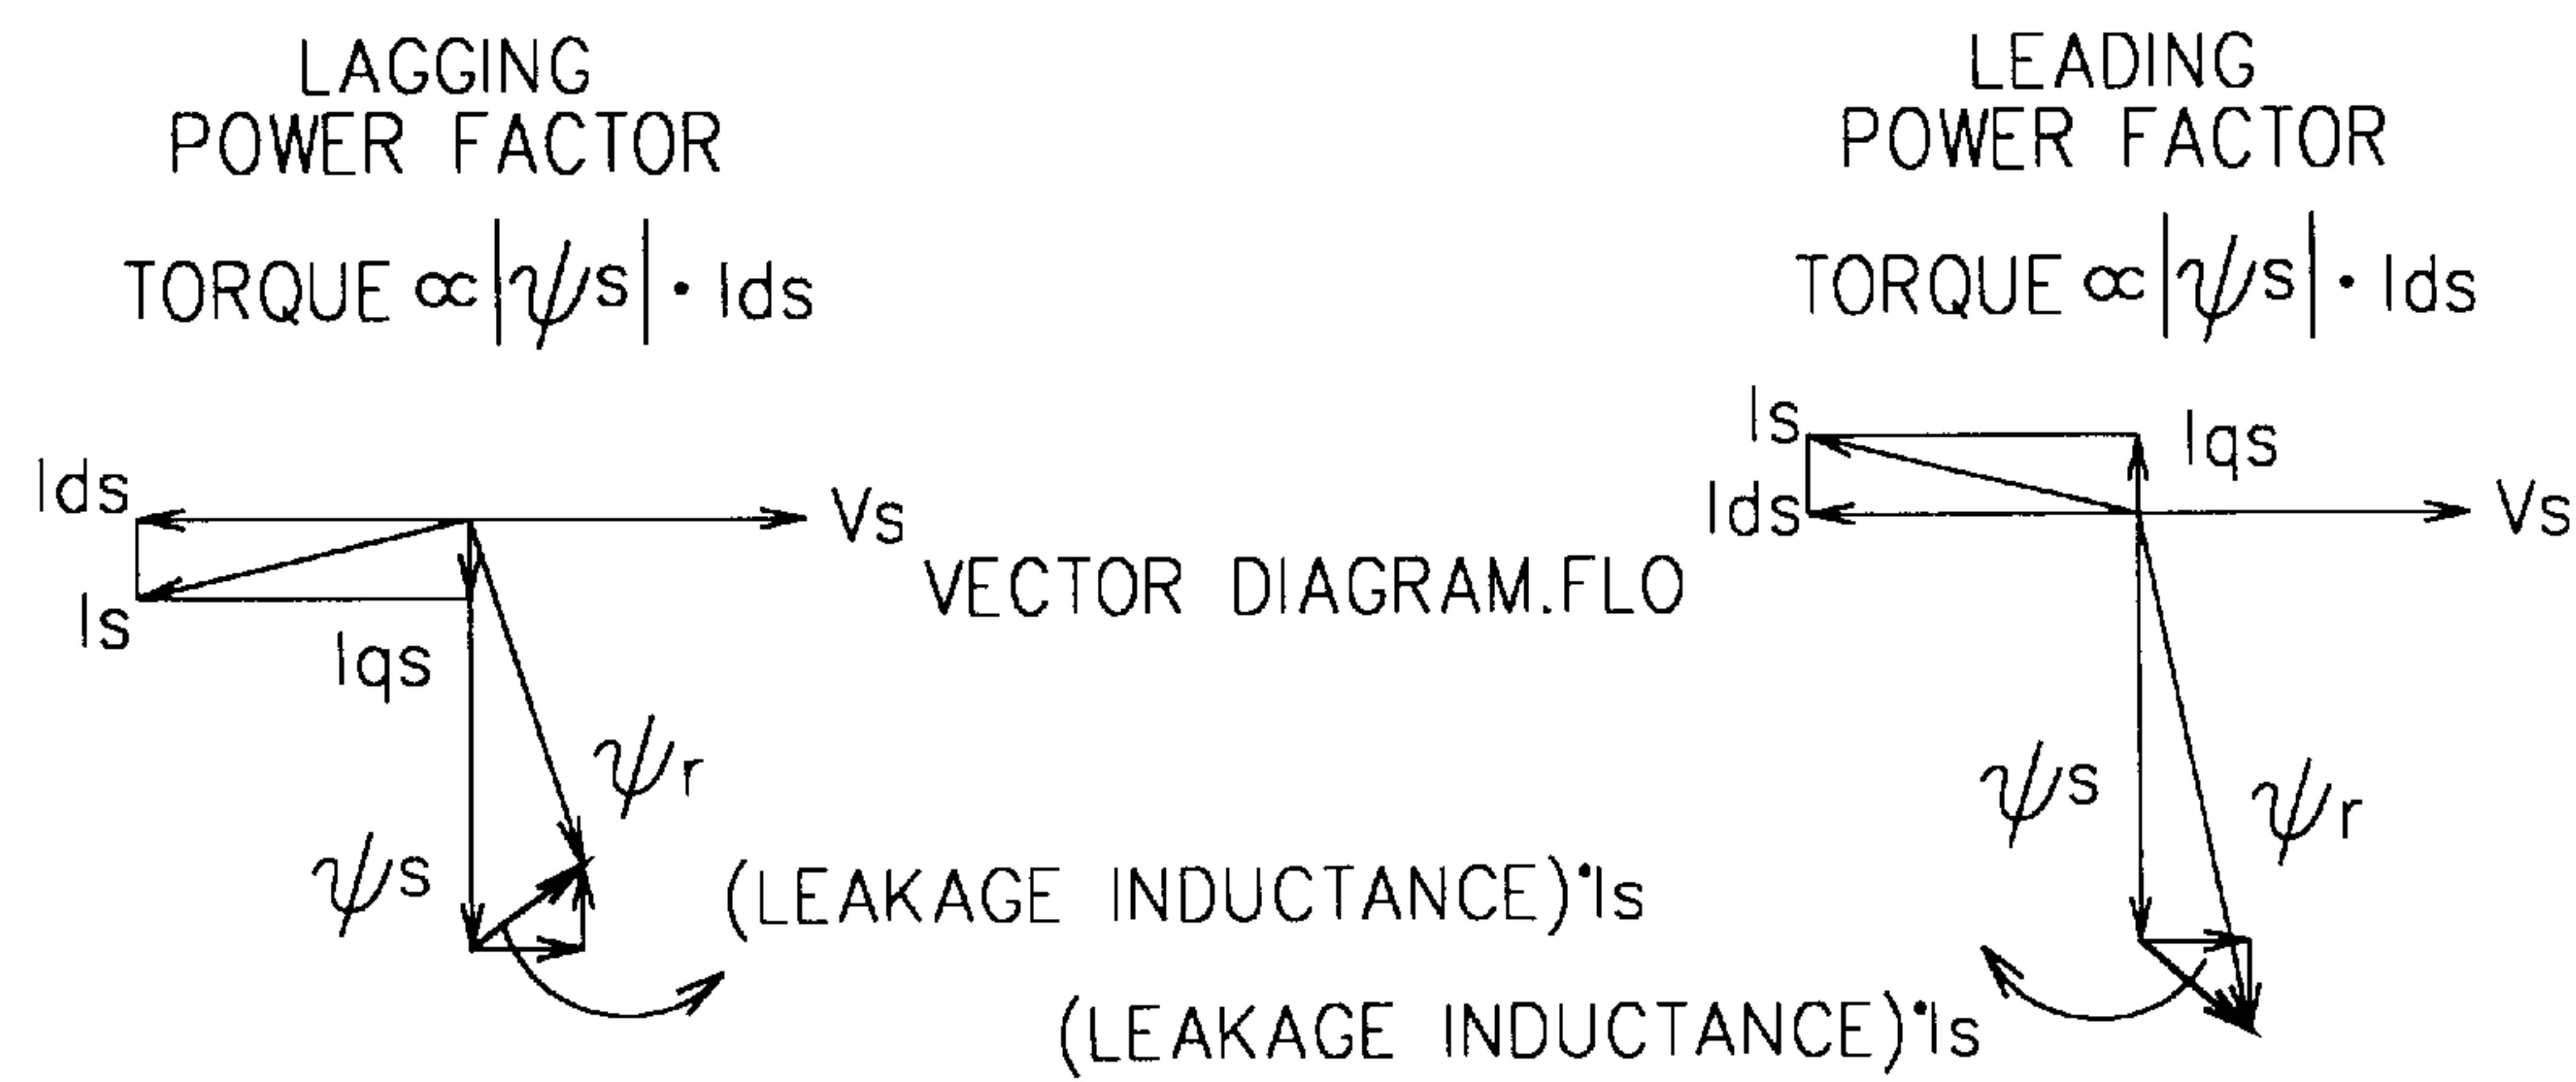 LAGGING
POWER FACTOR
TORQUE ∝|ψs|·Ids
Ids
Vs
Is
Iqs
ψr
ψs
(LEAKAGE INDUCTANCE)•Is
VECTOR DIAGRAM.FLO
LEADING
POWER FACTOR
TORQUE ∝|ψs|·Ids
Is
Iqs
Ids
Vs
ψs
ψr
(LEAKAGE INDUCTANCE)•Is